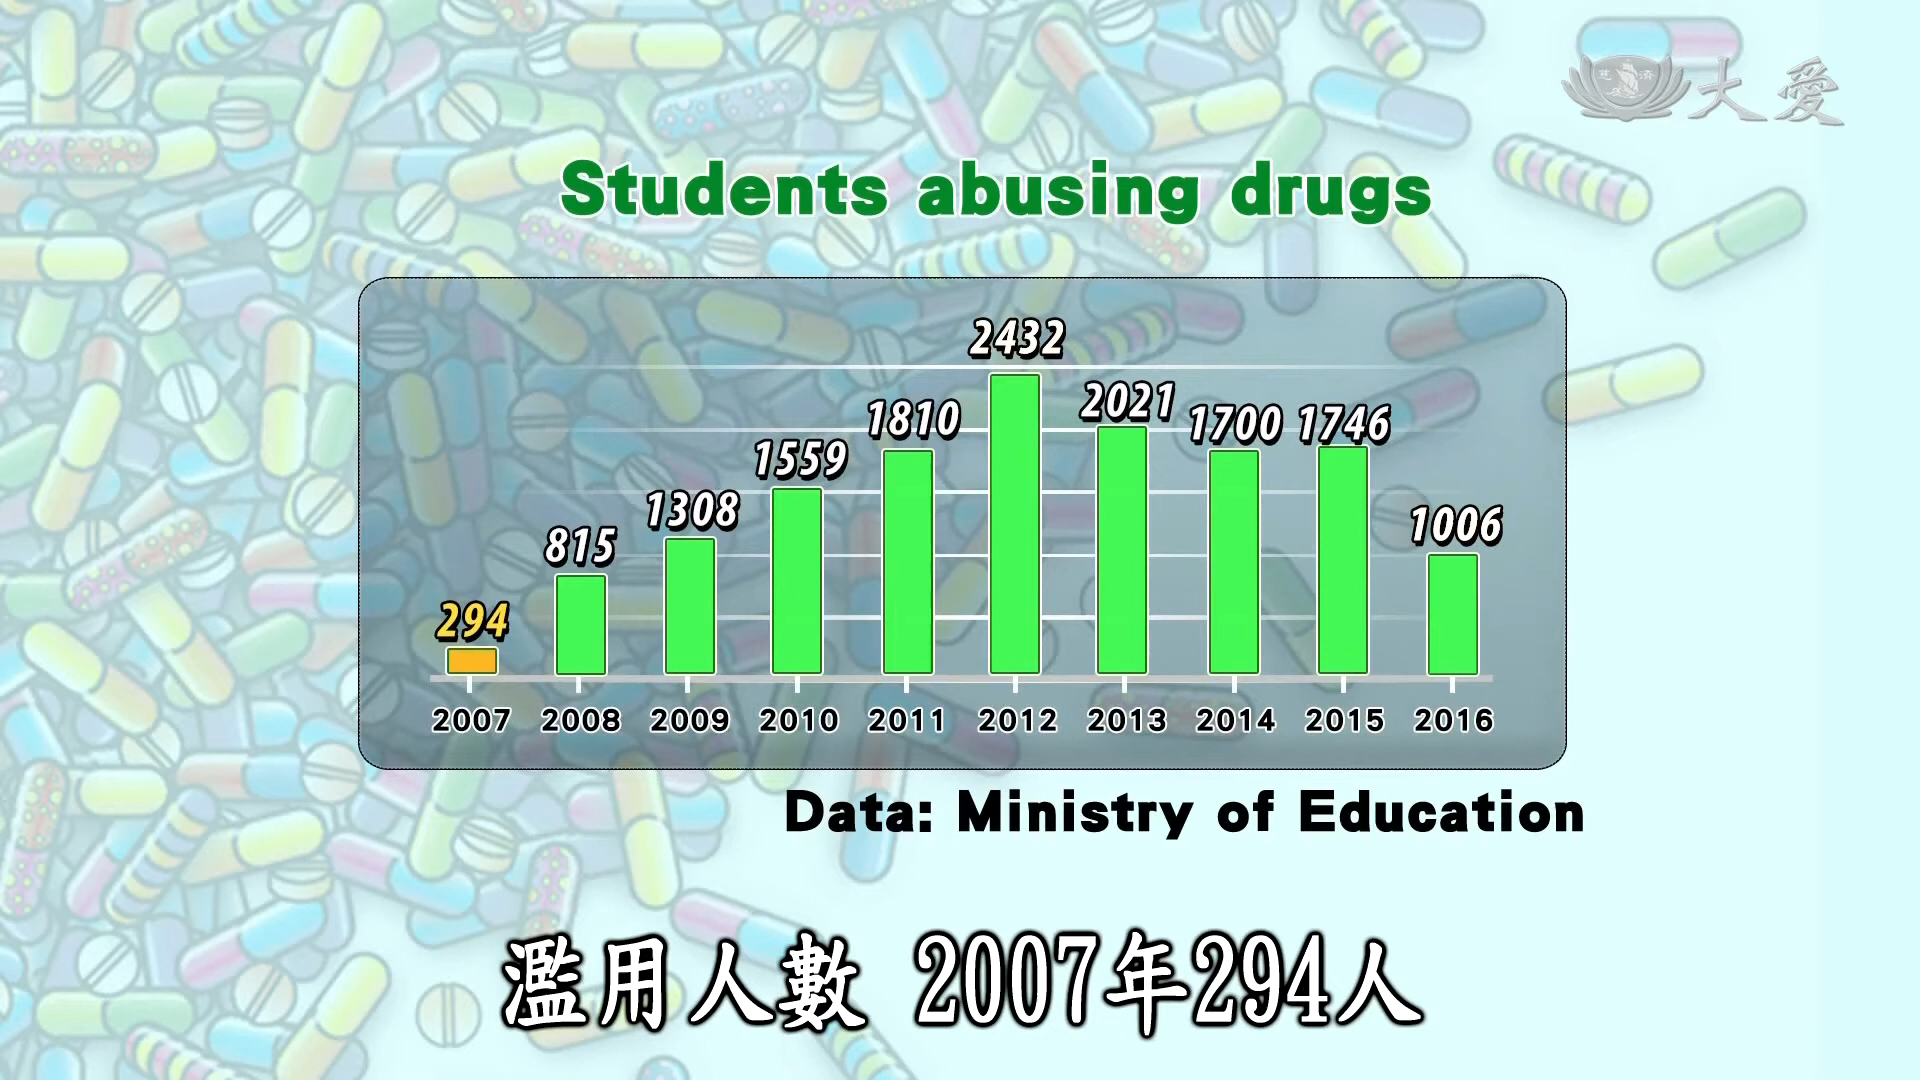 慈濟
大愛
Students abusing drugs
2432
2021
1810
1700
1746
1559
1308
1006
815
294
2007 2008 2009 2010 2011 2012 2013 2014 2015 2016
Data: Ministry of Education
濫用人數 2007年294人